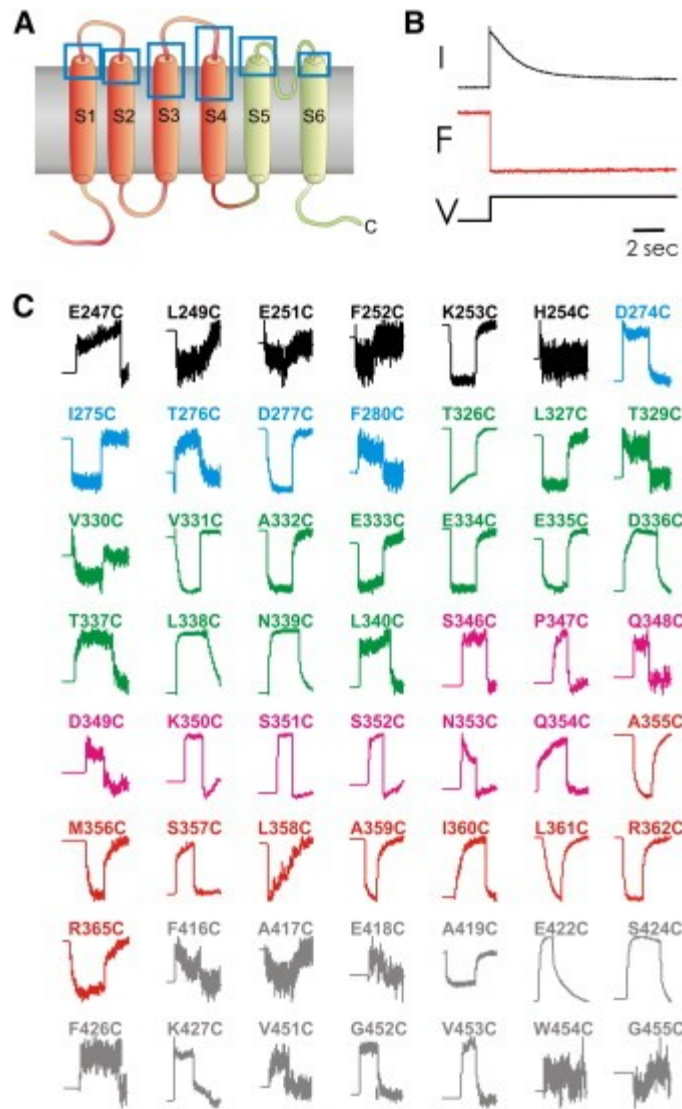 A
B
S1 S2 S3 S4 S5 S6
C
I
F
V
2 sec
C
E247C L249C E251C F252C K253C H254C D274C
I275C T276C D277C F280C T326C L327C T329C
V330C V331C A332C E333C E334C E335C D336C
T337C L338C N339C L340C S346C P347C Q348C
D349C K350C S351C S352C N353C Q354C A355C
M356C S357C L358C A359C I360C L361C R362C
R365C F416C A417C E418C A419C E422C S424C
F426C K427C V451C G452C V453C W454C G455C